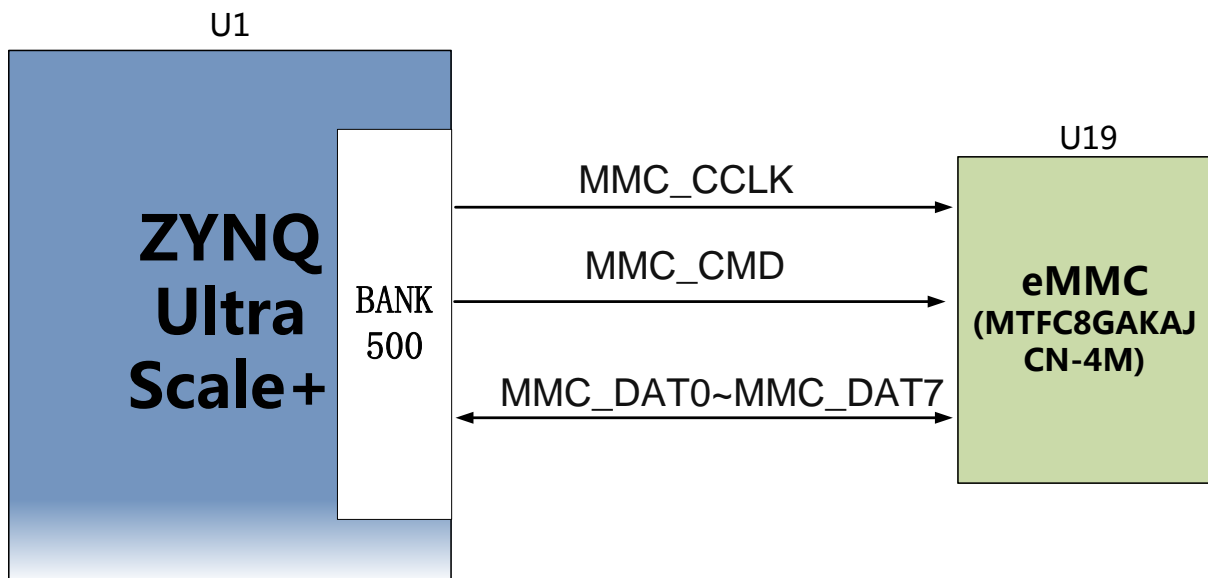 U1
ZYNQ
Ultra
Scale+
BANK
500
MMC_CCLK
MMC_CMD
MMC_DAT0~MMC_DAT7
U19
eMMC
(MTFC8GAKAJ
CN-4M)